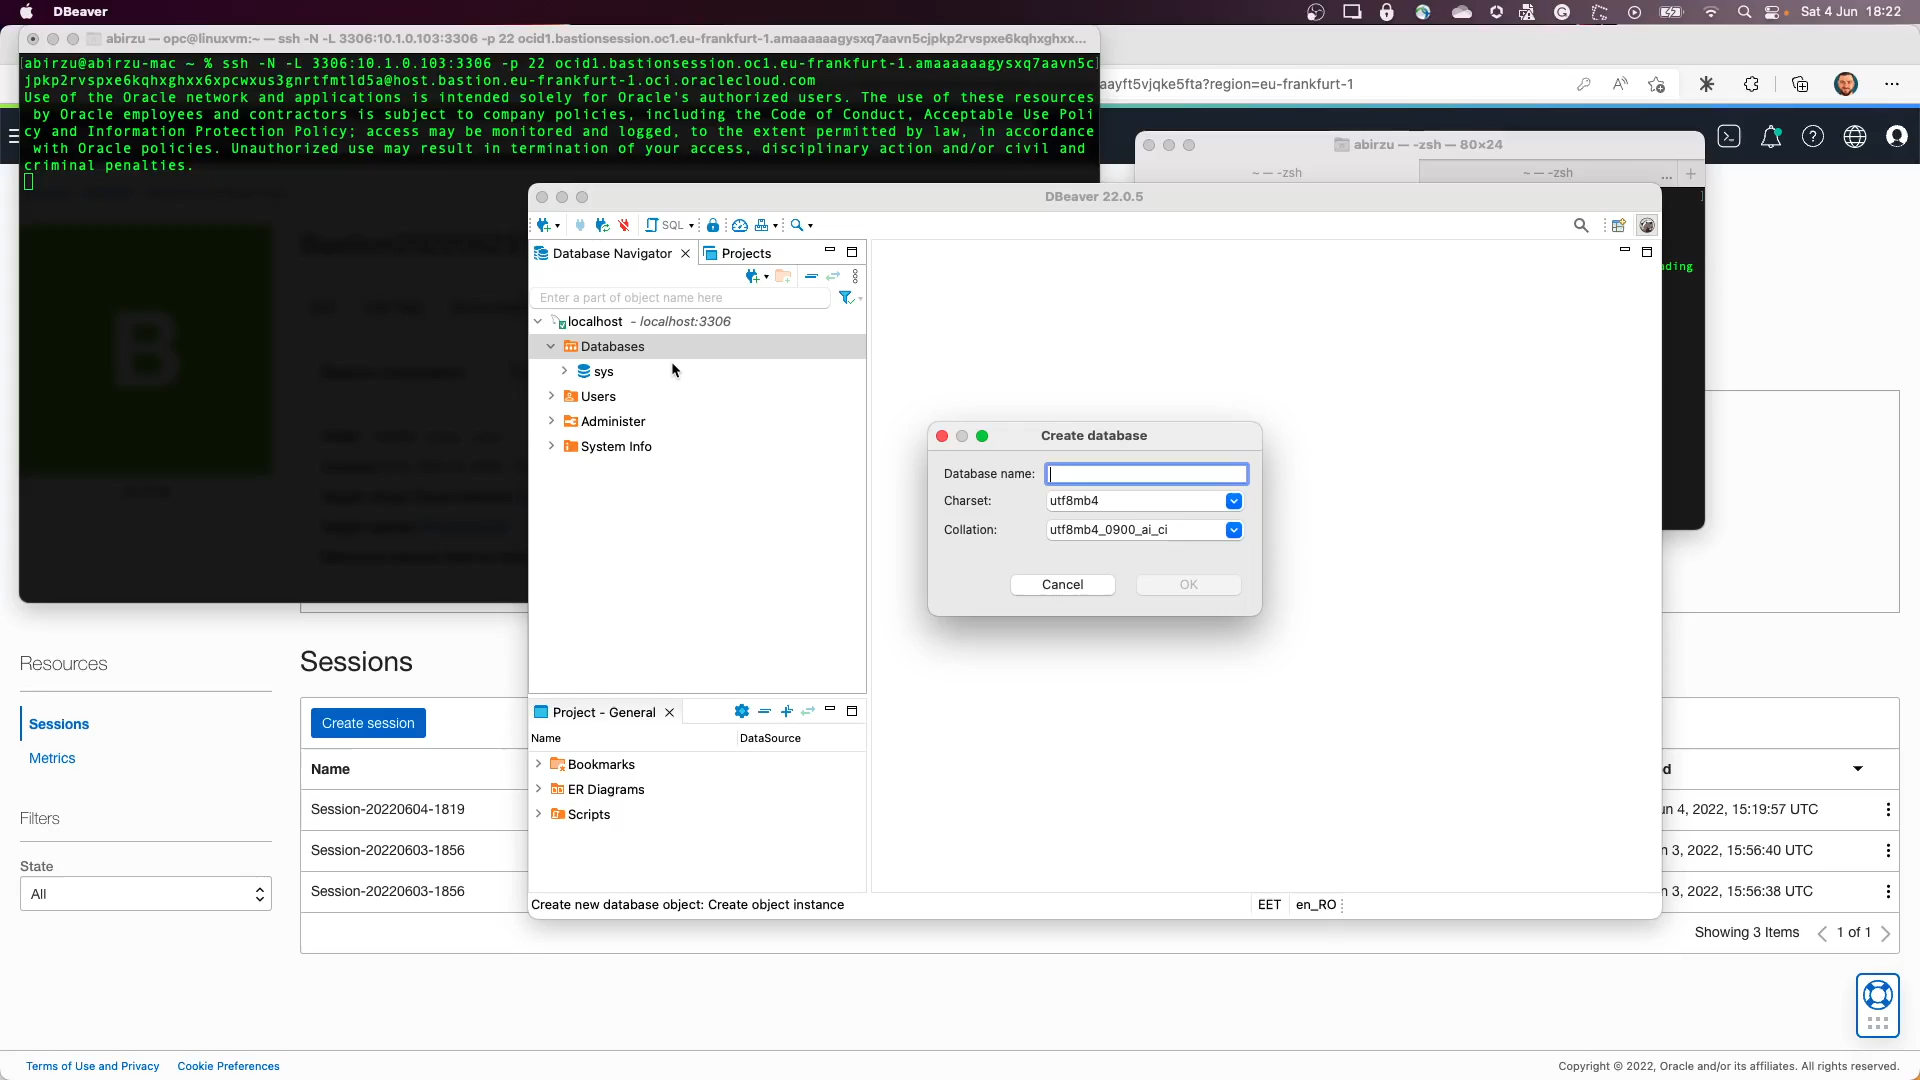 DBeaver
Sat 4 Jun 18:22
abirzu — opc@linuxvm:~ — ssh -N -L 3306:10.1.0.103:3306 -p 22 ocid1.bastionsession.oc1.eu-frankfurt-1.amaaaaaagysxq7aavn5cjpkp2rvspxe6kqhxghxx...
abirzu@abirzu-mac ~ % ssh -N -L 3306:10.1.0.103:3306 -p 22 ocid1.bastionsession.oc1.eu-frankfurt-1.amaaaaaagysxq7aavn5c
jpkp2rvspxe6kqhxghxx6xpcwxus3gnrtfmtld5a@host.bastion.eu-frankfurt-1.oci.oraclecloud.com
Use of the Oracle network and applications is intended solely for Oracle's authorized users. The use of these resources
by Oracle employees and contractors is subject to company policies, including the Code of Conduct, Acceptable Use Poli
cy and Information Protection Policy; access may be monitored and logged, to the extent permitted by law, in accordance
with Oracle policies. Unauthorized use may result in termination of your access, disciplinary action and/or civil and
criminal penalties.
aayft5vjqke5fta?region=eu-frankfurt-1
abirzu — -zsh — 80×24
~ — -zsh
~ — -zsh
...
ading
DBeaver 22.0.5
SQL
Database Navigator
Projects
Enter a part of object name here
localhost - localhost:3306
Databases
sys
Users
Administer
System Info
Create database
Database name:
Charset: utf8mb4
Collation: utf8mb4_0900_ai_ci
Cancel
OK
Project - General
Name
DataSource
Bookmarks
ER Diagrams
Scripts
Create new database object: Create object instance
EET
en_RO
Resources
Sessions
Metrics
Filters
State
All
Sessions
Create session
Name
d
Session-20220604-1819
un 4, 2022, 15:19:57 UTC
Session-20220603-1856
n 3, 2022, 15:56:40 UTC
Session-20220603-1856
n 3, 2022, 15:56:38 UTC
Showing 3 Items
1 of 1
Terms of Use and Privacy
Cookie Preferences
Copyright © 2022, Oracle and/or its affiliates. All rights reserved.